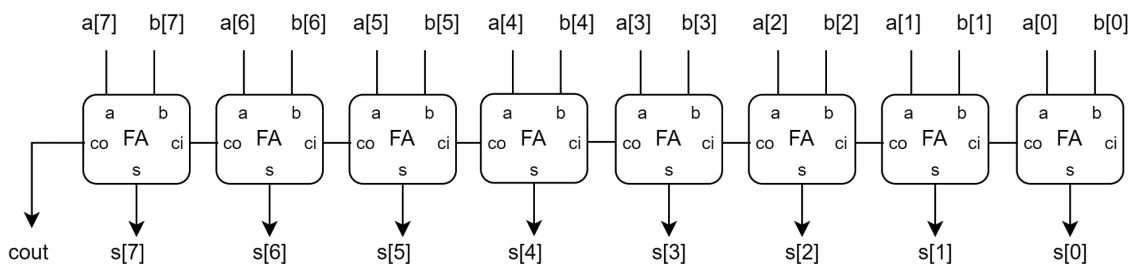 a[7] b[7] a[6] b[6] a[5] b[5] a[4] b[4] a[3] b[3] a[2] b[2] a[1] b[1] a[0] b[0]
a b a b a b a b a b a b a b a b
co FA ci co FA ci co FA ci co FA ci co FA ci co FA ci co FA ci co FA ci
s s s s s s s s
cout s[7] s[6] s[5] s[4] s[3] s[2] s[1] s[0]